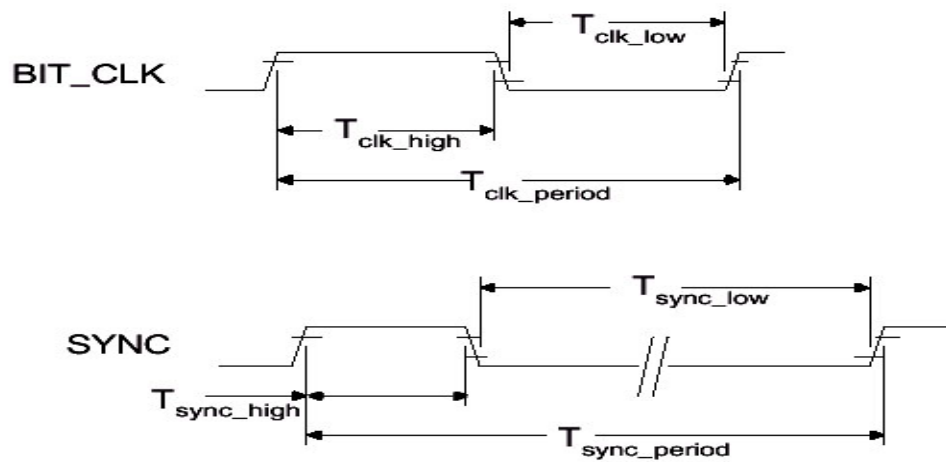 T clk_low
BIT_CLK
T clk_high
T clk_period
T sync_low
SYNC
T sync_high
T sync_period